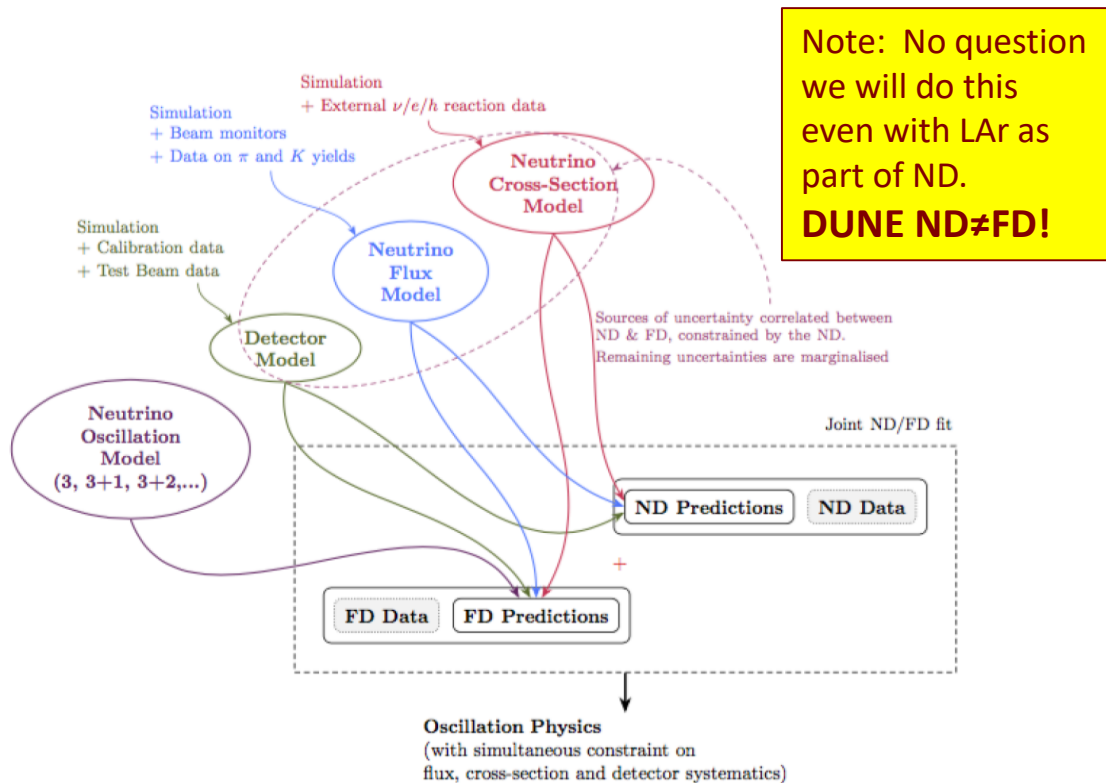 Note: No question
we will do this
even with LAr as
part of ND.
DUNE ND≠FD!
Simulation
+ External ν/e/h reaction data
Simulation
+ Beam monitors
+ Data on π and K yields
Simulation
+ Calibration data
+ Test Beam data
Neutrino
Cross-Section
Model
Neutrino
Flux
Model
Detector
Model
Sources of uncertainty correlated between
ND & FD, constrained by the ND.
Remaining uncertainties are marginalised
Neutrino
Oscillation
Model
(3, 3+1, 3+2,...)
Joint ND/FD fit
ND Predictions
ND Data
+
FD Data
FD Predictions
Oscillation Physics
(with simultaneous constraint on
flux, cross-section and detector systematics)